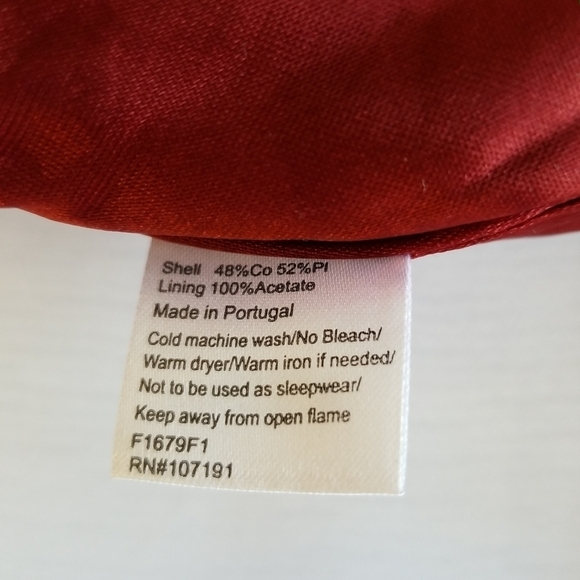 Shell 48%Co 52%Pl
Lining 100%Acetate
Made in Portugal
Cold machine wash/No Bleach/
Warm dryer/Warm iron if needed/
Not to be used as sleepwear/
Keep away from open flame
F1679F1
RN#107191